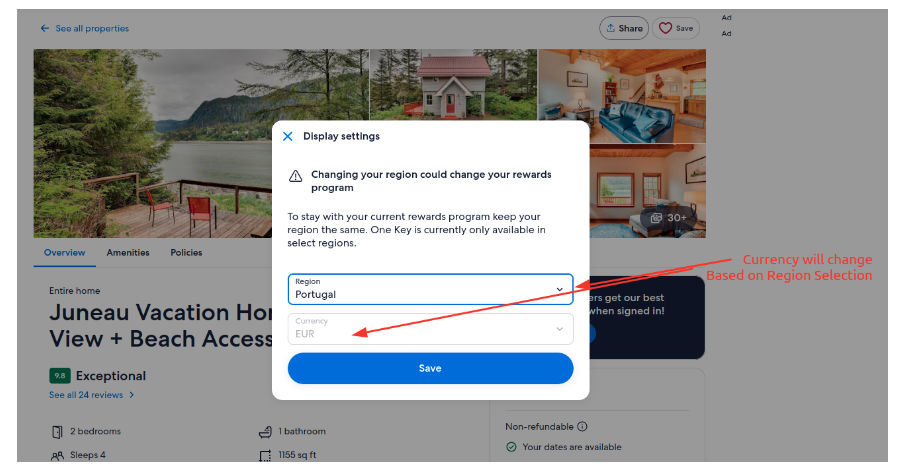 See all properties
Share
Save
Ad
Ad
Display settings
Changing your region could change your rewards
program
To stay with your current rewards program keep your
region the same. One Key is currently only available in
select regions.
30+
Overview
Amenities
Policies
Currency will change
Based on Region Selection
Region
Portugal
Currency
EUR
Save
Entire home
Juneau Vacation Ho
View + Beach Access
ers get our best
when signed in!
9.8 Exceptional
See all 24 reviews
2 bedrooms
1 bathroom
Sleeps 4
1155 sq ft
Non-refundable
Your dates are available